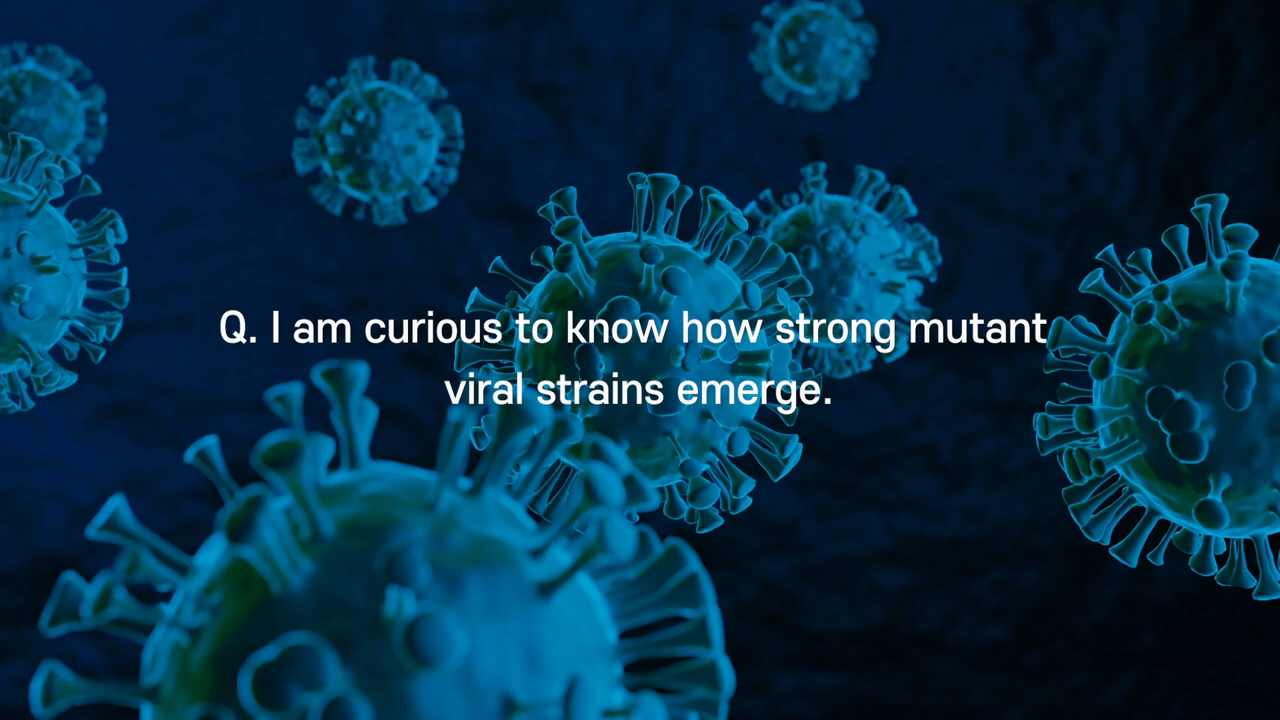 Q. I am curious to know how strong mutant
viral strains emerge.